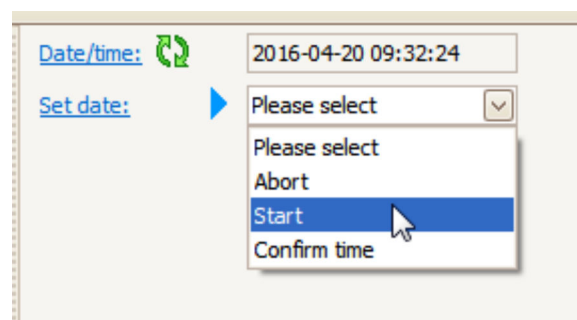 Date/time: 2016-04-20 09:32:24
Set date: Please select
Please select
Abort
Start
Confirm time